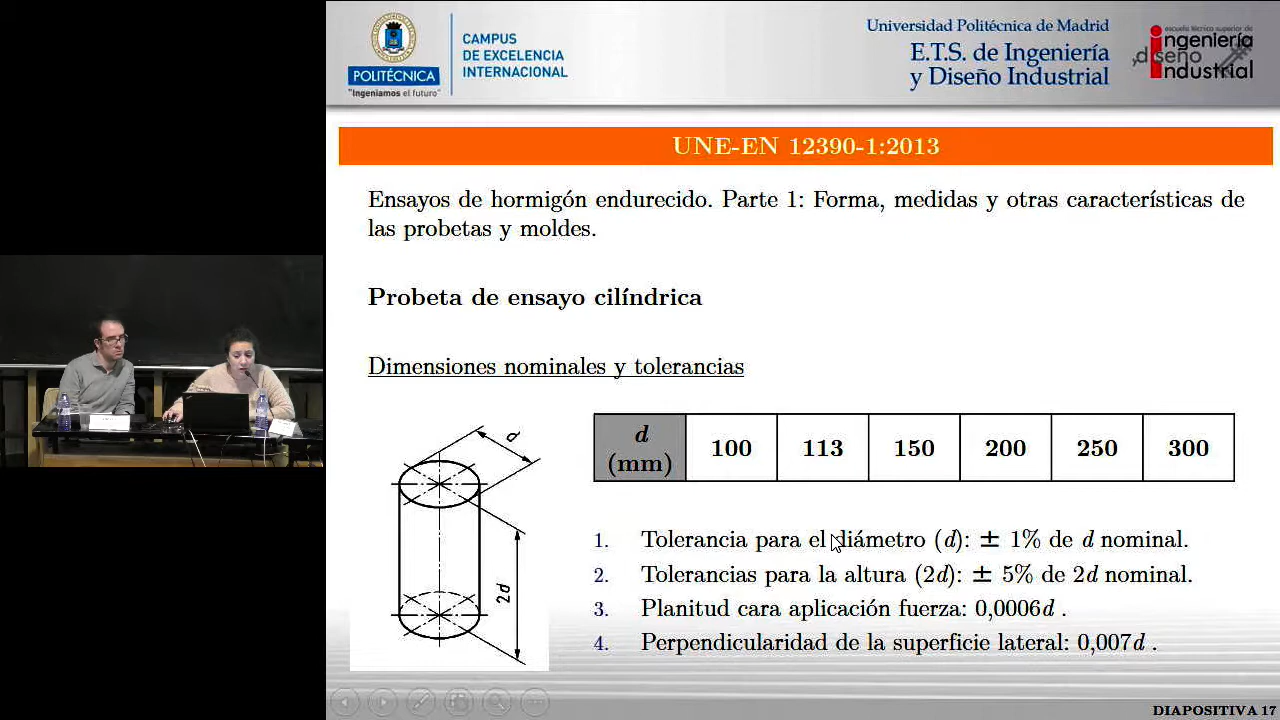 POLITÉCNICA
"Ingeniamos el futuro"
CAMPUS
DE EXCELENCIA
INTERNACIONAL
Universidad Politécnica de Madrid
E.T.S. de Ingeniería
y Diseño Industrial
escuela técnica superior de
ingeniería
y diseño
industrial
UNE-EN 12390-1:2013
Ensayos de hormigón endurecido. Parte 1: Forma, medidas y otras características de
las probetas y moldes.
Probeta de ensayo cilíndrica
Dimensiones nominales y tolerancias
d
2d
d
(mm)
100 113 150 200 250 300
1. Tolerancia para el diámetro (d): ± 1% de d nominal.
2. Tolerancias para la altura (2d): ± 5% de 2d nominal.
3. Planitud cara aplicación fuerza: 0,0006d .
4. Perpendicularidad de la superficie lateral: 0,007d .
DIAPOSITIVA 17